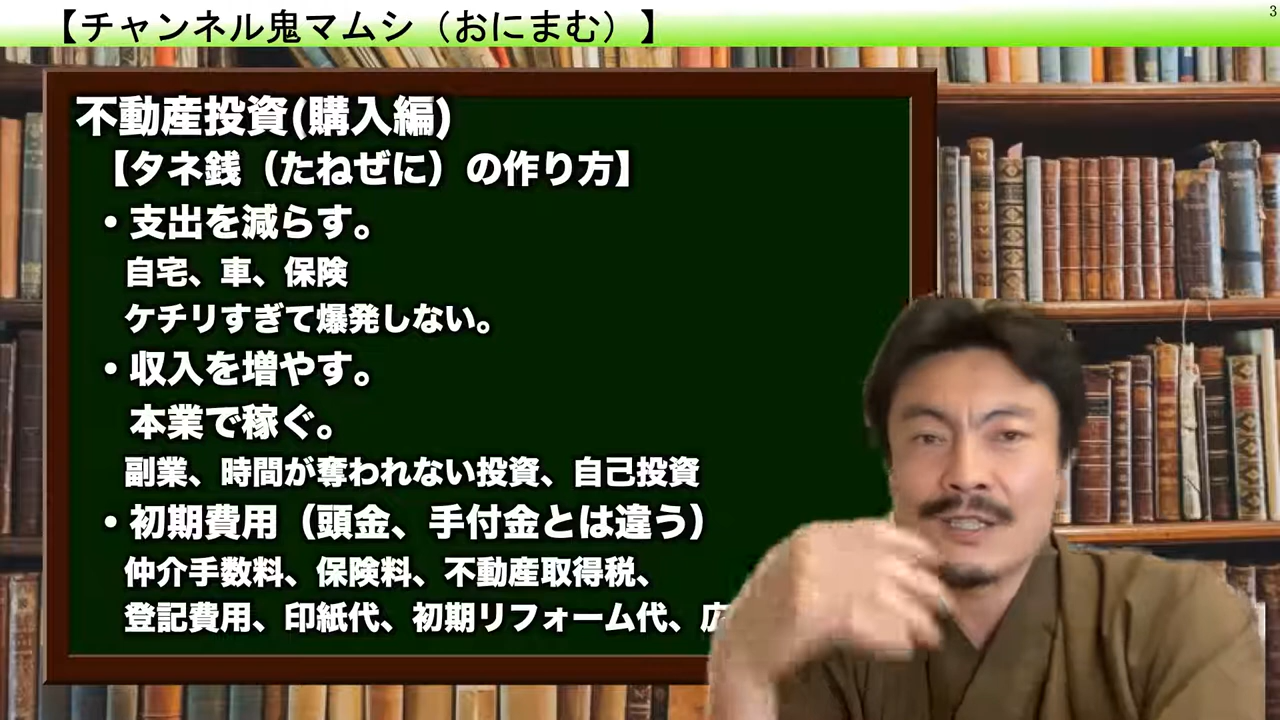 【チャンネル鬼マムシ（おにまむ）】
3
不動産投資(購入編)
【タネ銭（たねぜに）の作り方】
・支出を減らす。
自宅、車、保険
ケチりすぎて爆発しない。
・収入を増やす。
本業で稼ぐ。
副業、時間が奪われない投資、自己投資
・初期費用（頭金、手付金とは違う）
仲介手数料、保険料、不動産取得税、
登記費用、印紙代、初期リフォーム代、